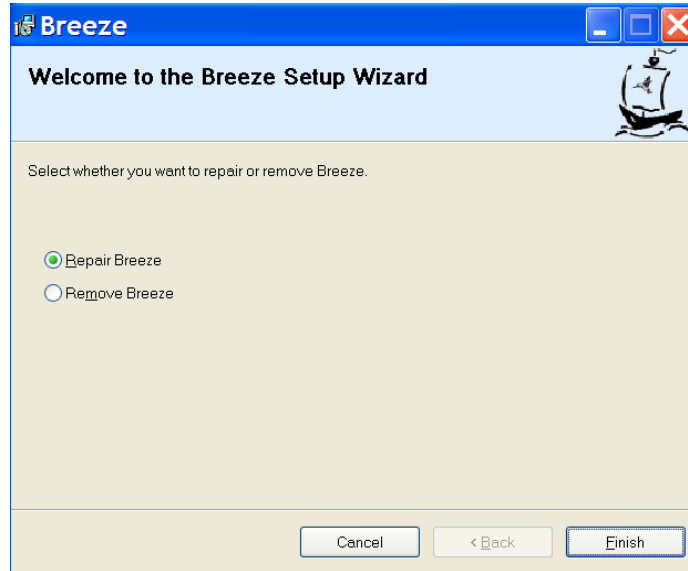 Breeze
Welcome to the Breeze Setup Wizard
Select whether you want to repair or remove Breeze.
Repair Breeze
Remove Breeze
Cancel
< Back
Finish